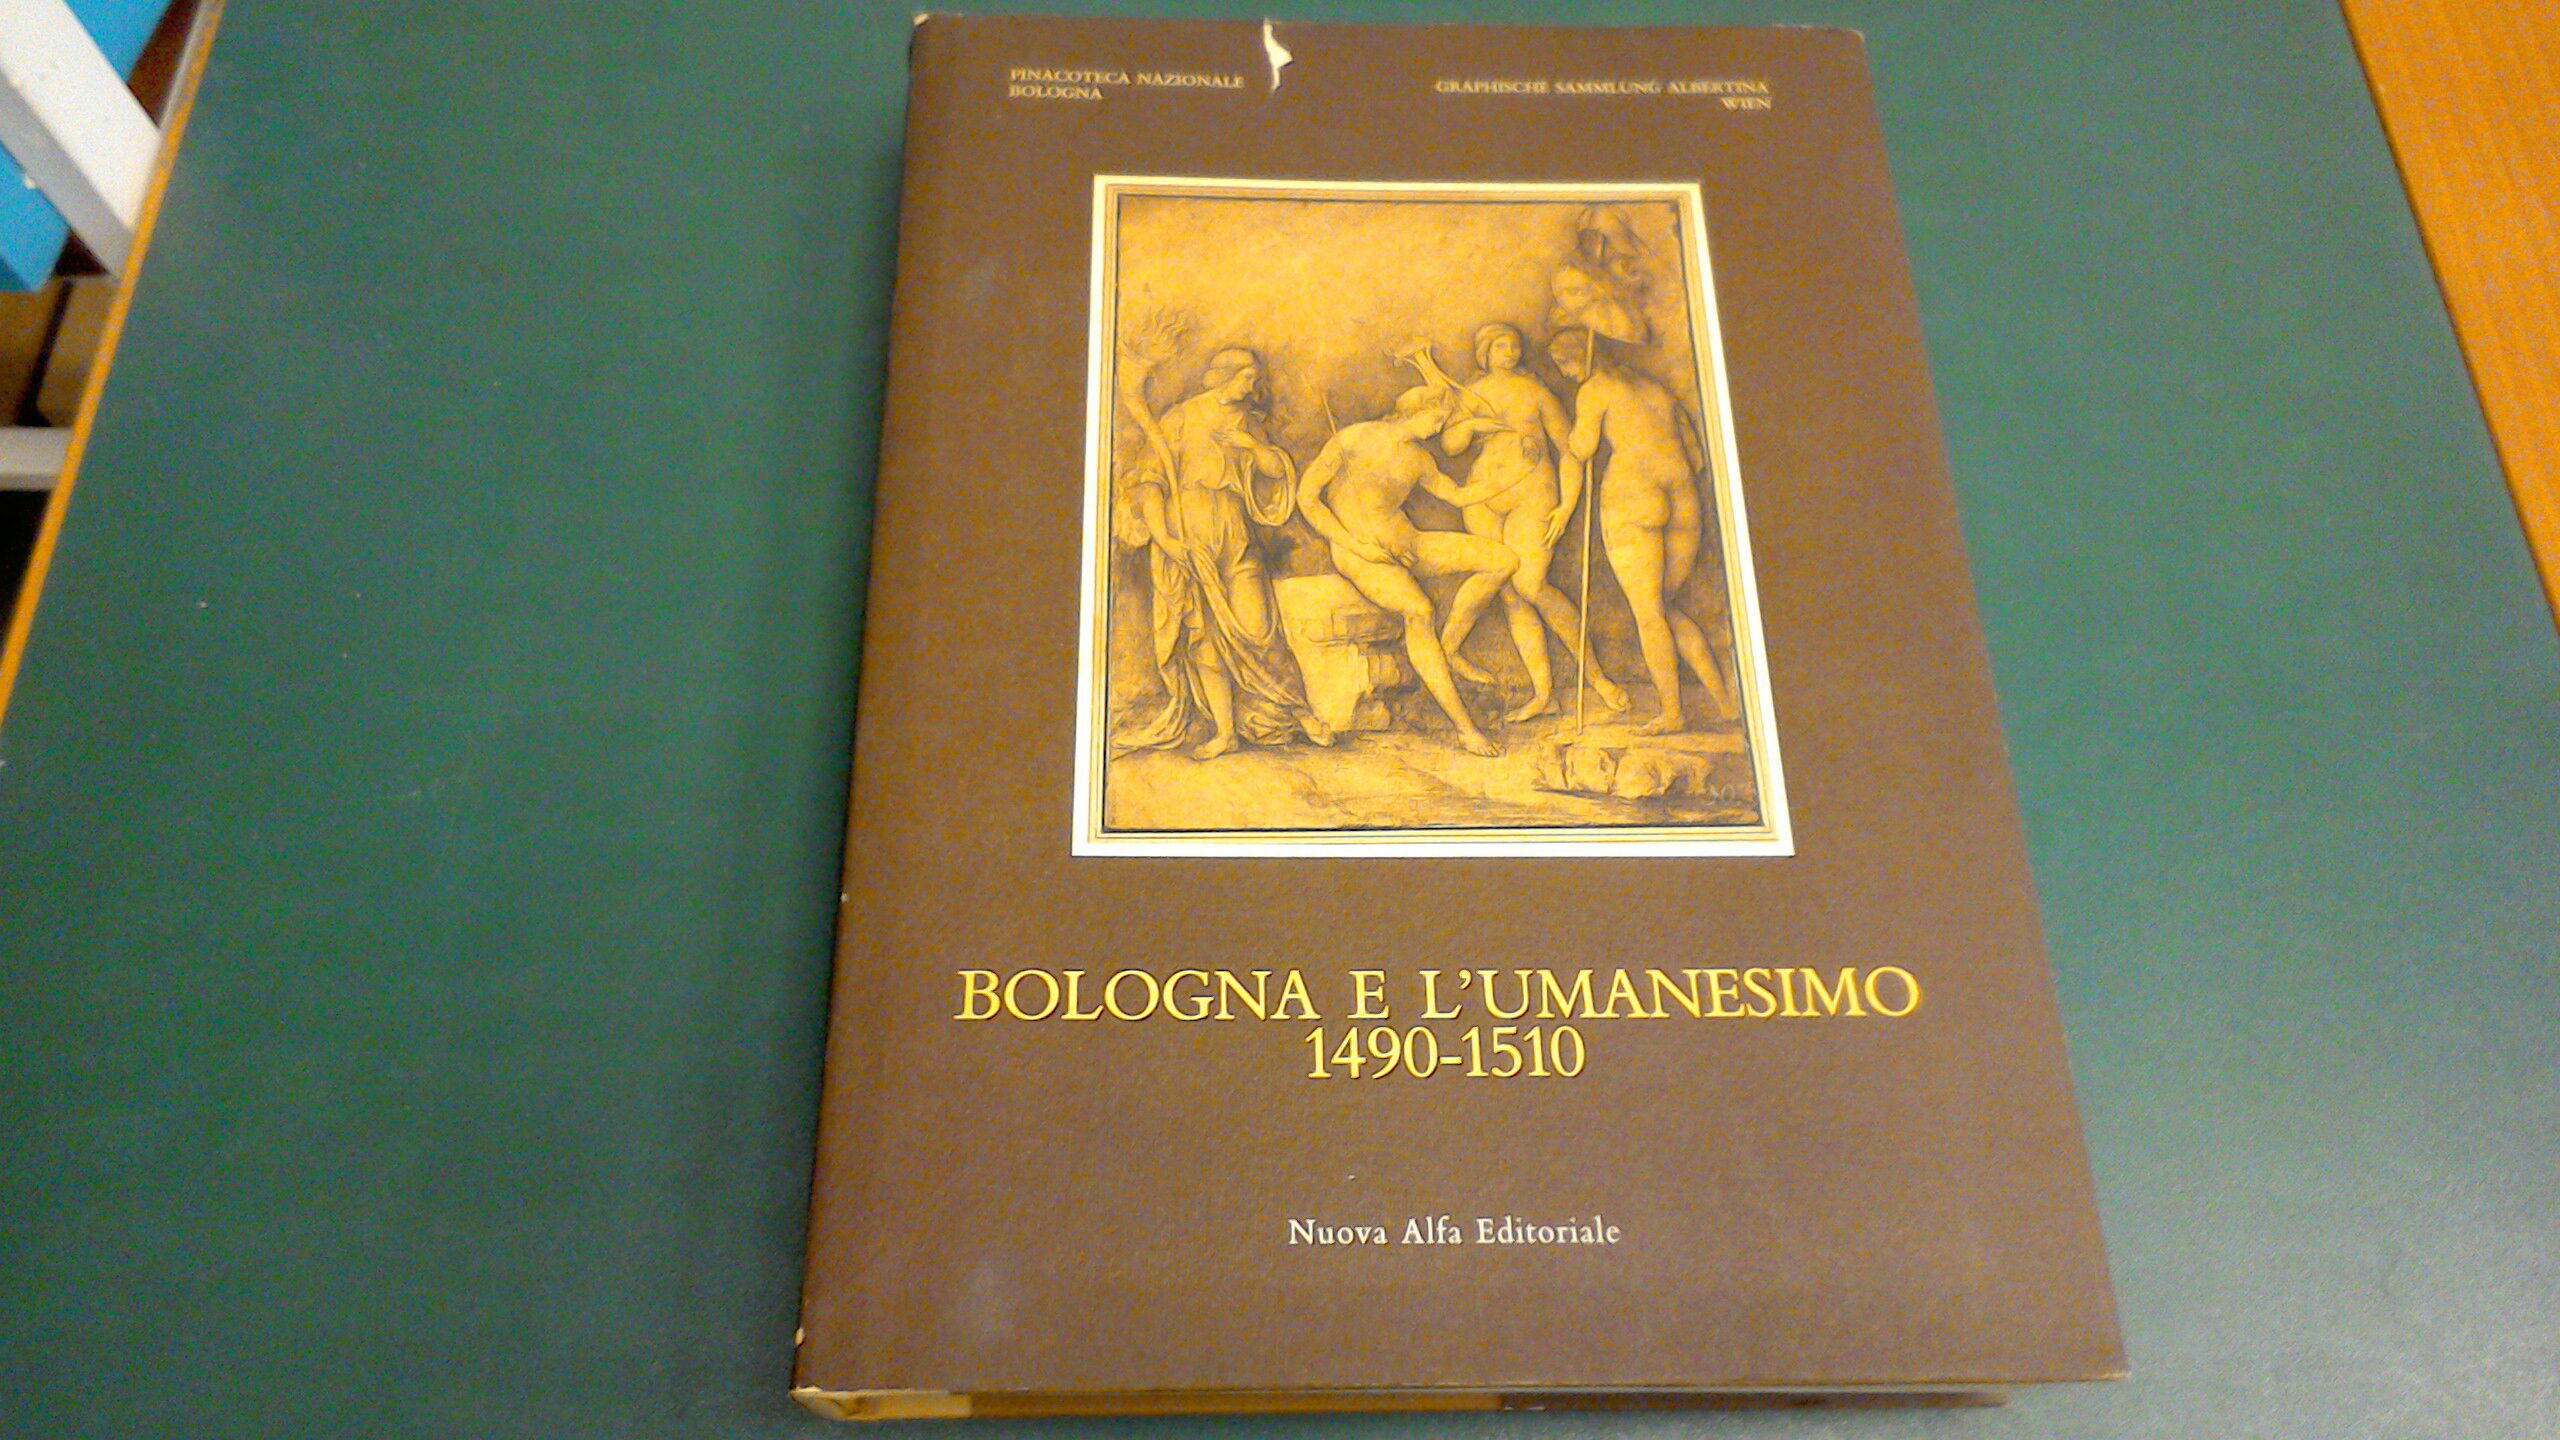 PINACOTECA NAZIONALE
BOLOGNA
GRAPHISCHE SAMMLUNG ALBERTINA
WIEN
BOLOGNA E L'UMANESIMO
1490-1510
Nuova Alfa Editoriale